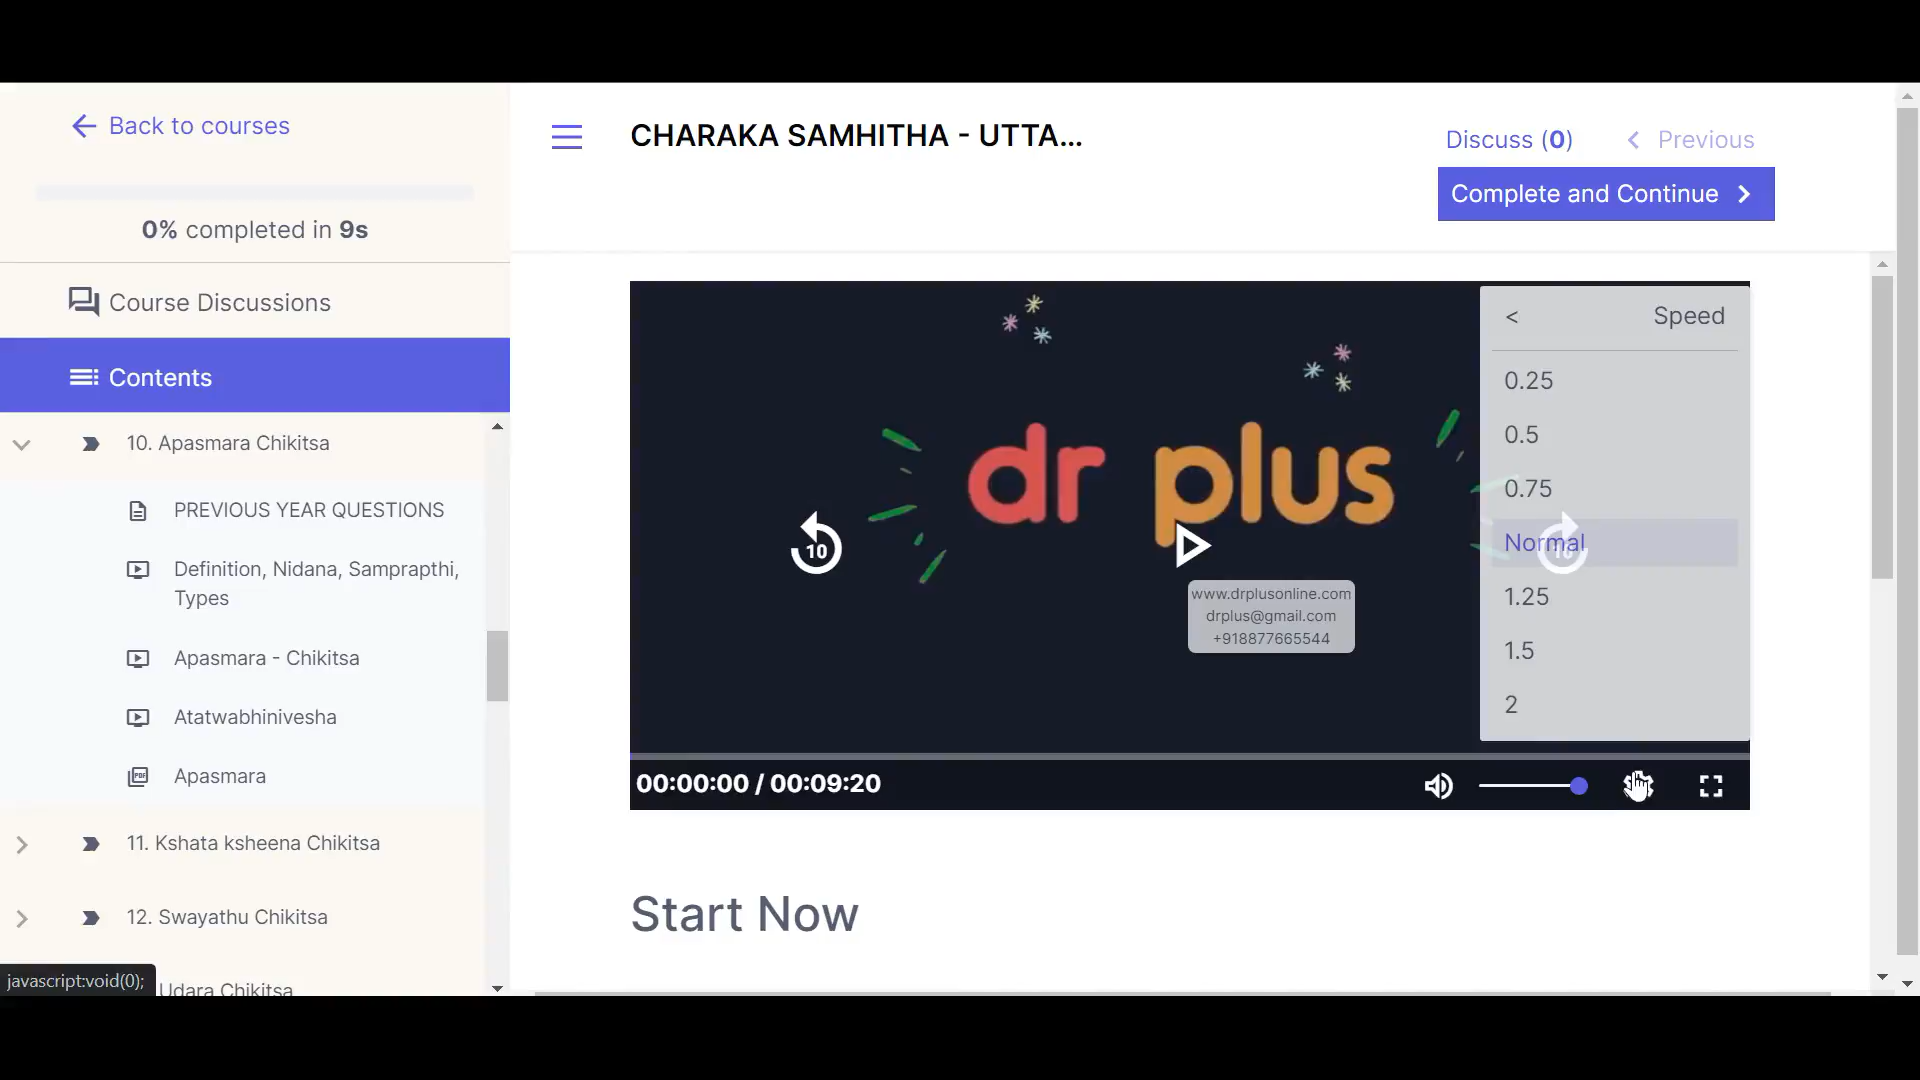 Back to courses
0% completed in 9s
Course Discussions
Contents
10. Apasmara Chikitsa
PREVIOUS YEAR QUESTIONS
Definition, Nidana, Samprapthi,
Types
Apasmara - Chikitsa
Atatwabhinivesha
PDF
Apasmara
11. Kshata ksheena Chikitsa
12. Swayathu Chikitsa
Udara Chikitsa
javascript:void(0);
CHARAKA SAMHITHA - UTTA...
Discuss (0)
Previous
Complete and Continue
dr plus
10
www.drplusonline.com
drplus@gmail.com
+918877665544
< Speed
0.25
0.5
0.75
Normal
10
1.25
1.5
2
00:00:00 / 00:09:20
Start Now